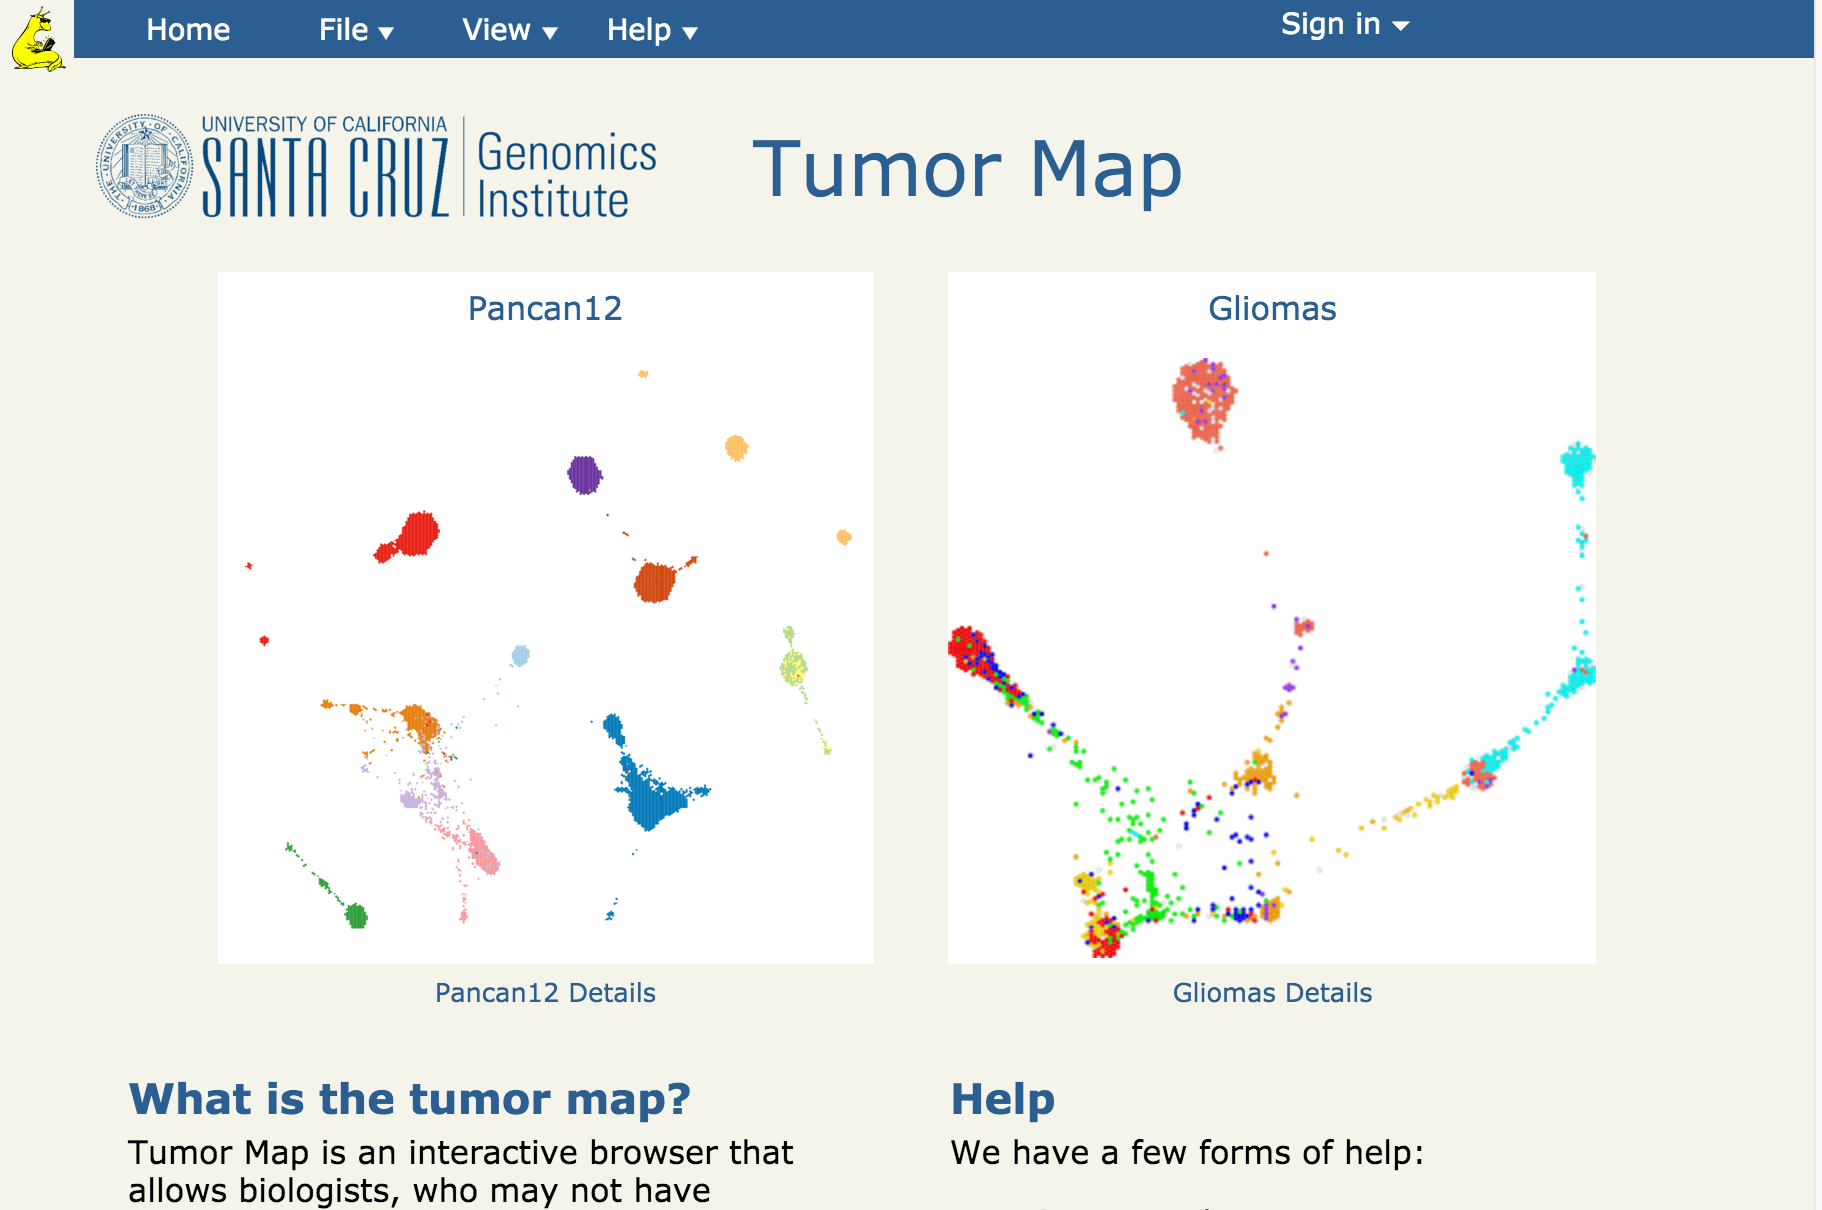 Home File ▼ View ▼ Help ▼ Sign in
THE UNIVERSITY OF CALIFORNIA
1868
UNIVERSITY OF CALIFORNIA
SANTA CRUZ
Genomics
Institute
Tumor Map
Pancan12
Gliomas
Pancan12 Details
Gliomas Details
What is the tumor map?
Tumor Map is an interactive browser that
allows biologists, who may not have
Help
We have a few forms of help: